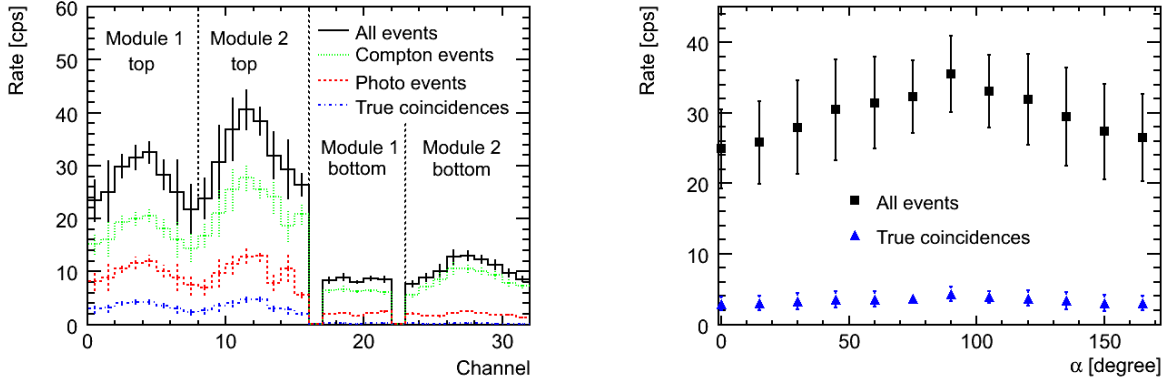 Rate [cps]
60
50
40
30
20
10
0
Module 1
top
Module 2
top
All events
Compton events
Photo events
True coincidences
Module 1
bottom
Module 2
bottom
0 10 20 30
Channel
Rate [cps]
40
30
20
10
0
All events
True coincidences
0 50 100 150
α [degree]